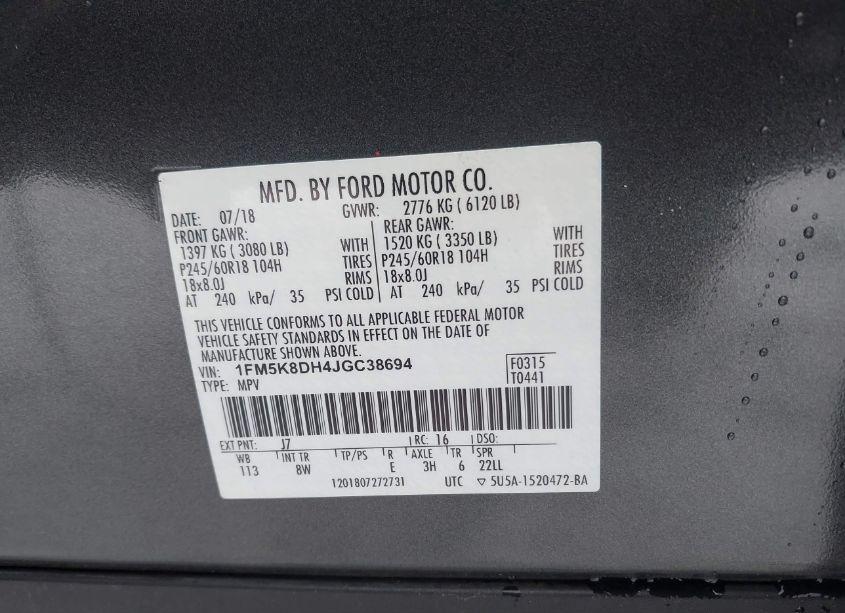 MFD. BY FORD MOTOR CO.
DATE: 07/18 GVWR: 2776 KG ( 6120 LB)
FRONT GAWR: REAR GAWR:
1397 KG ( 3080 LB) WITH 1520 KG ( 3350 LB) WITH
P245/60R18 104H TIRES P245/60R18 104H TIRES
18x8.0J RIMS 18x8.0J RIMS
AT 240 kPa/ 35 PSI COLD AT 240 kPa/ 35 PSI COLD
THIS VEHICLE CONFORMS TO ALL APPLICABLE FEDERAL MOTOR
VEHICLE SAFETY STANDARDS IN EFFECT ON THE DATE OF
MANUFACTURE SHOWN ABOVE.
VIN: 1FM5K8DH4JGC38694 F0315
TYPE: MPV T0441
EXT PNT: J7 RC: 16 DSO:
WB INT TR TP/PS R AXLE TR SPR
113 8W E 3H 6 22LL
1201807272731 UTC ▽ 5U5A-1520472-BA